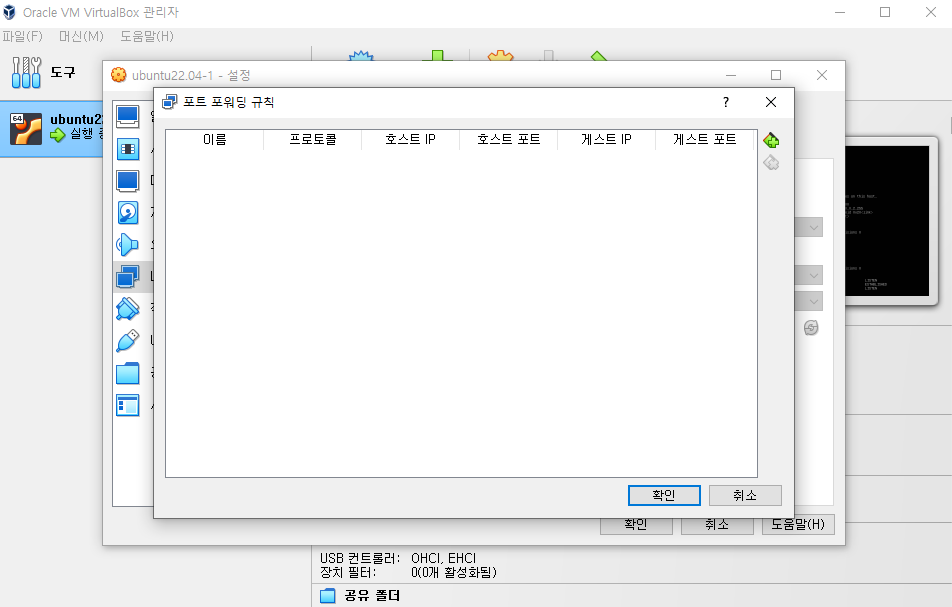 Oracle VM VirtualBox 관리자
파일(F) 머신(M) 도움말(H)
도구
ubuntu22.04-1 - 설정
포트 포워딩 규칙
?
64
ubuntu2
실행
이름 프로토콜 호스트 IP 호스트 포트 게스트 IP 게스트 포트
확인 취소
확인 취소 도움말(H)
USB 컨트롤러: OHCI, EHCI
장치 필터: 0(0개 활성화됨)
공유 폴더